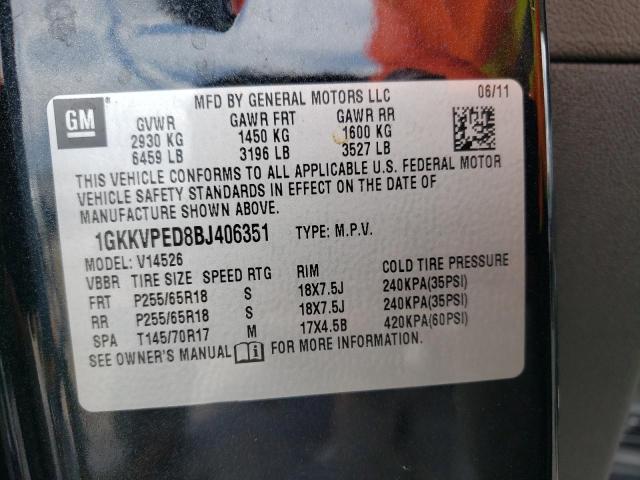 GM
MFD BY GENERAL MOTORS LLC 06/11
GVWR GAWR FRT GAWR RR
2930 KG 1450 KG 1600 KG
6459 LB 3196 LB 3527 LB
THIS VEHICLE CONFORMS TO ALL APPLICABLE U.S. FEDERAL MOTOR
VEHICLE SAFETY STANDARDS IN EFFECT ON THE DATE OF
MANUFACTURE SHOWN ABOVE.
1GKKVPED8BJ406351 TYPE: M.P.V.
MODEL: V14526
VBBR TIRE SIZE SPEED RTG RIM COLD TIRE PRESSURE
FRT P255/65R18 S 18X7.5J 240KPA(35PSI)
RR P255/65R18 S 18X7.5J 240KPA(35PSI)
SPA T145/70R17 M 17X4.5B 420KPA(60PSI)
SEE OWNER'S MANUAL FOR MORE INFORMATION.